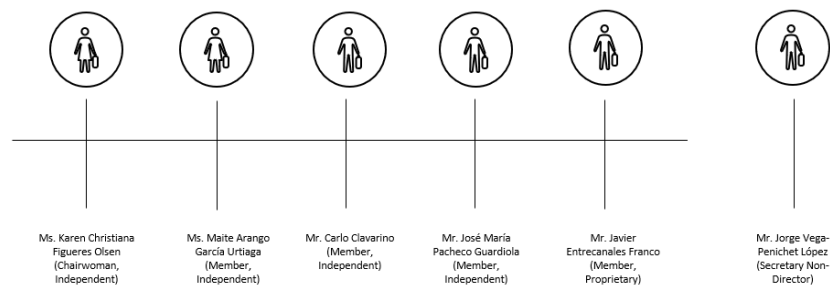 Ms. Karen Christiana
Figueres Olsen
(Chairwoman,
Independent)
Ms. Maite Arango
García Urtiaga
(Member,
Independent)
Mr. Carlo Clavarino
(Member,
Independent)
Mr. José María
Pacheco Guardiola
(Member,
Independent)
Mr. Javier
Entrecanales Franco
(Member,
Proprietary)
Mr. Jorge Vega-
Penichet López
(Secretary Non-
Director)